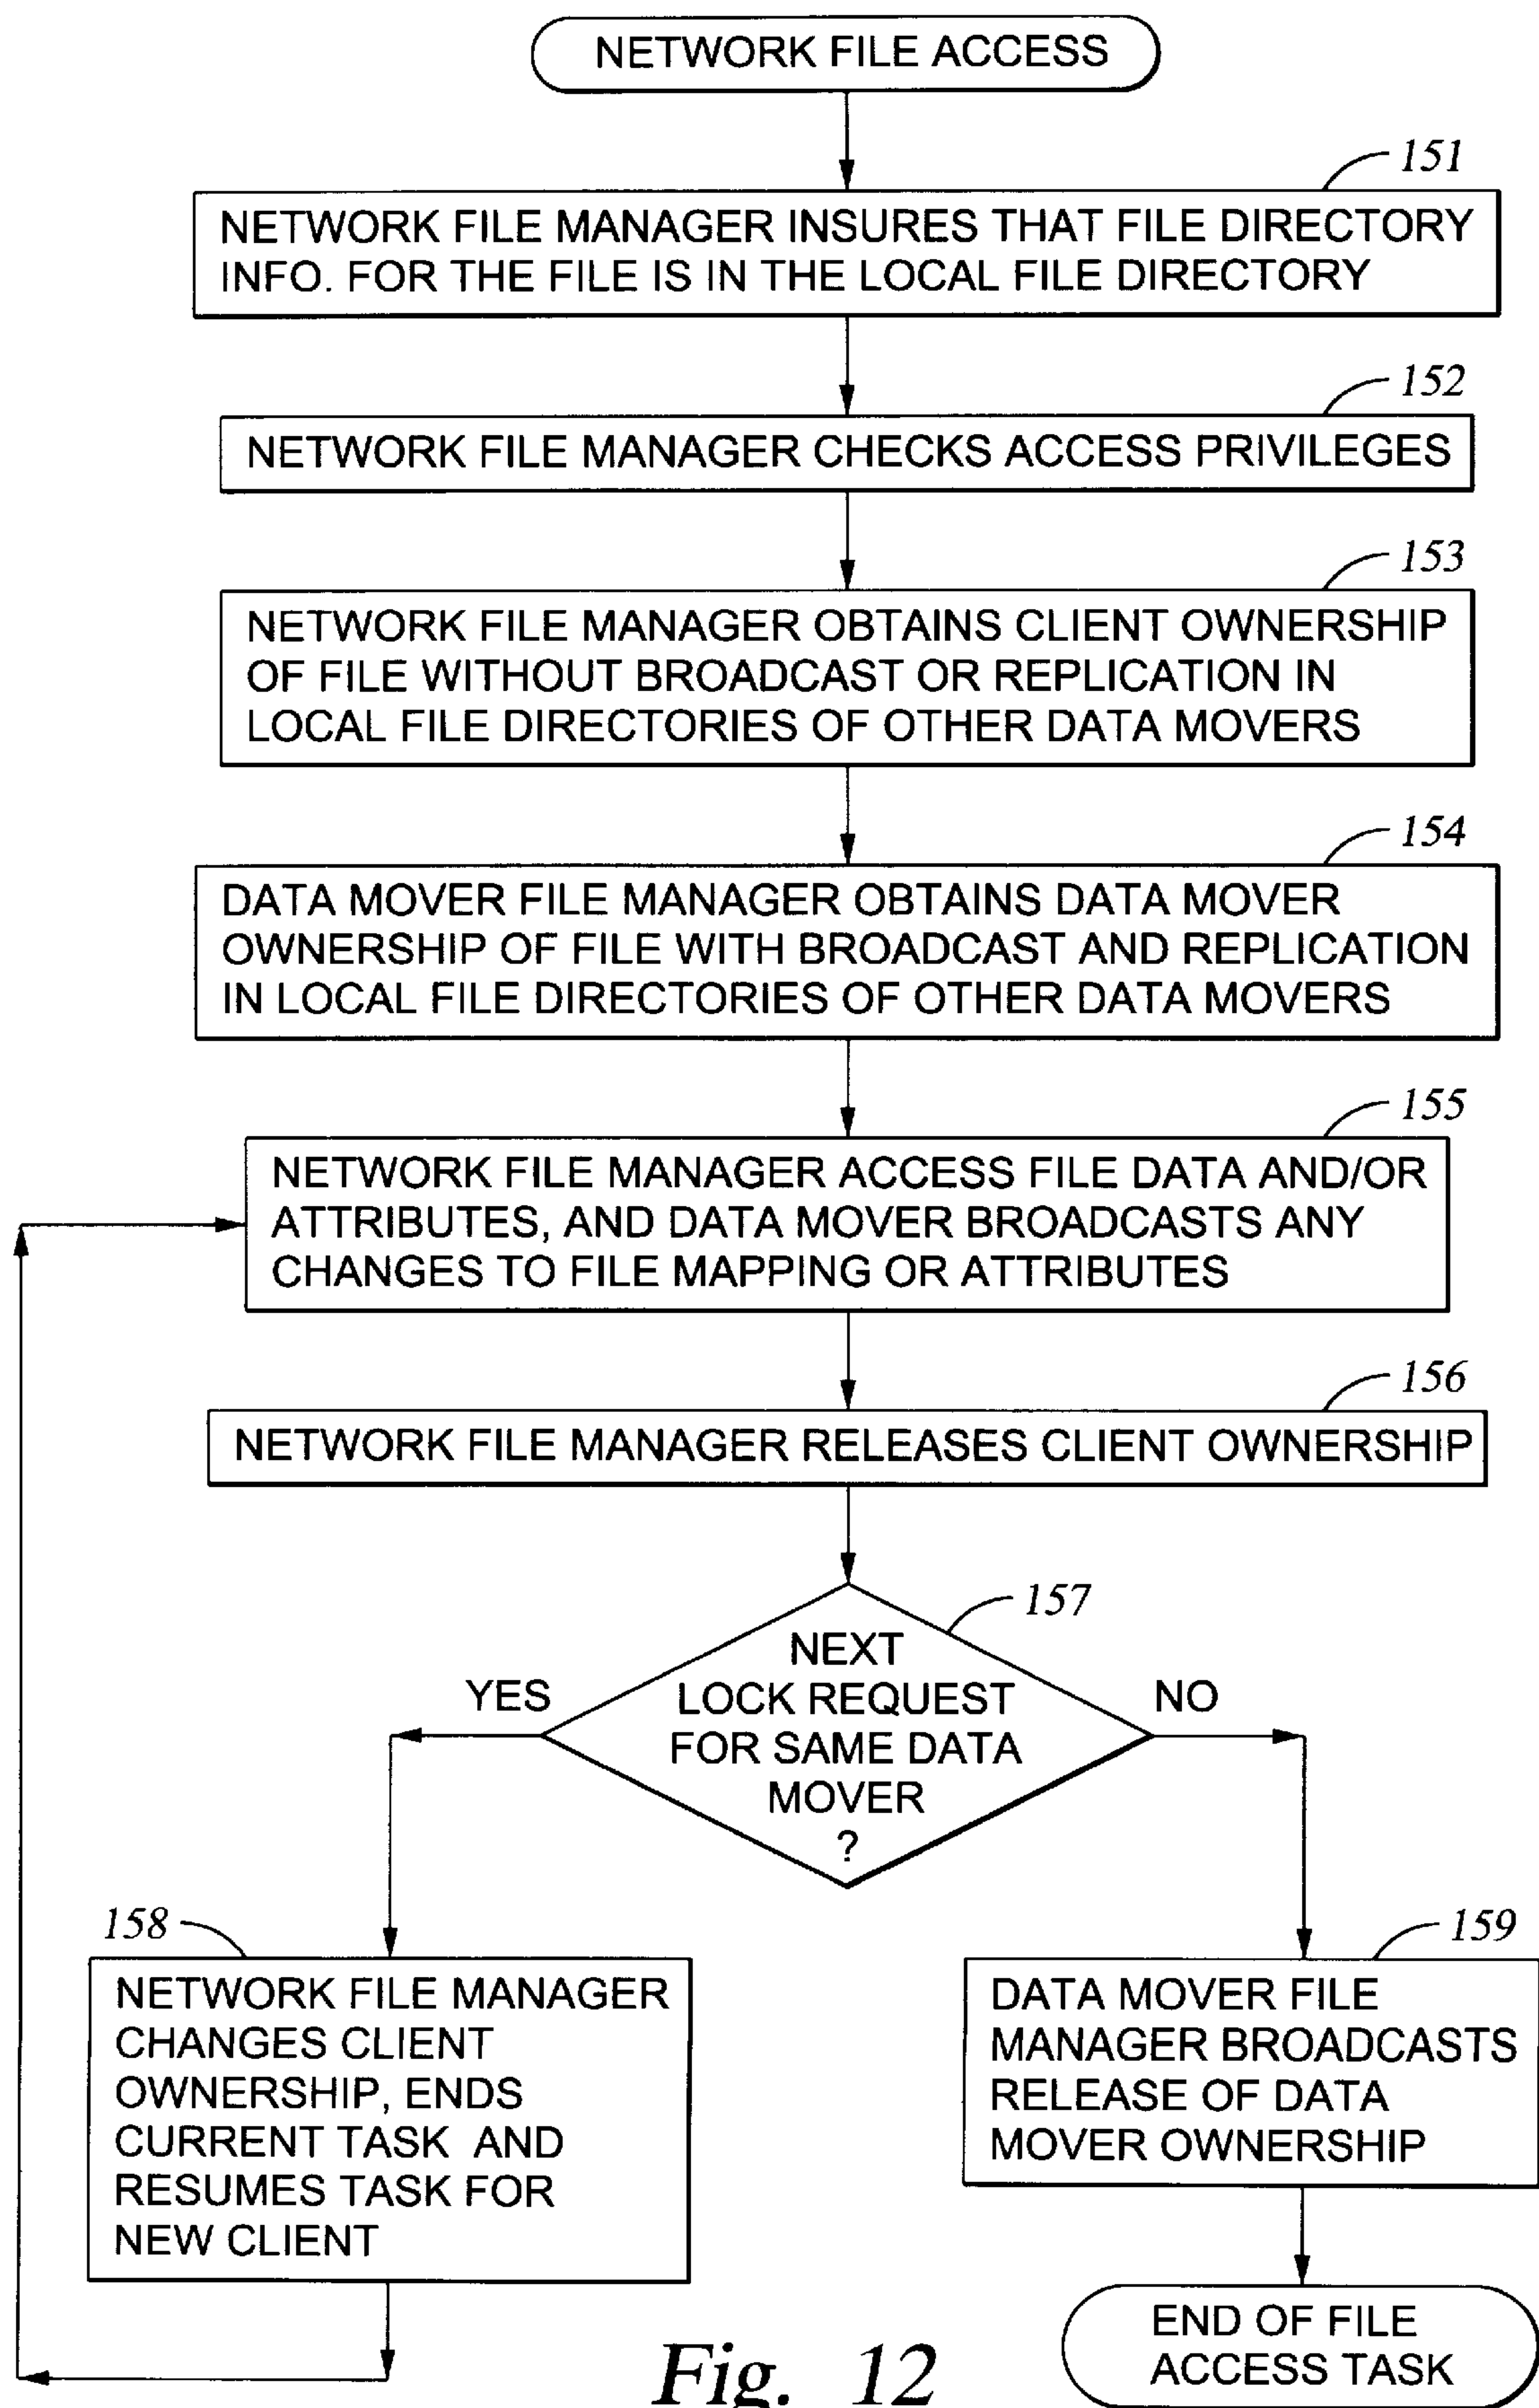 NETWORK FILE ACCESS
151
NETWORK FILE MANAGER INSURES THAT FILE DIRECTORY
INFO. FOR THE FILE IS IN THE LOCAL FILE DIRECTORY
152
NETWORK FILE MANAGER CHECKS ACCESS PRIVILEGES
153
NETWORK FILE MANAGER OBTAINS CLIENT OWNERSHIP
OF FILE WITHOUT BROADCAST OR REPLICATION IN
LOCAL FILE DIRECTORIES OF OTHER DATA MOVERS
154
DATA MOVER FILE MANAGER OBTAINS DATA MOVER
OWNERSHIP OF FILE WITH BROADCAST AND REPLICATION
IN LOCAL FILE DIRECTORIES OF OTHER DATA MOVERS
155
NETWORK FILE MANAGER ACCESS FILE DATA AND/OR
ATTRIBUTES, AND DATA MOVER BROADCASTS ANY
CHANGES TO FILE MAPPING OR ATTRIBUTES
156
NETWORK FILE MANAGER RELEASES CLIENT OWNERSHIP
157
NEXT
LOCK REQUEST
FOR SAME DATA
MOVER
?
YES
NO
158
NETWORK FILE MANAGER
CHANGES CLIENT
OWNERSHIP, ENDS
CURRENT TASK AND
RESUMES TASK FOR
NEW CLIENT
159
DATA MOVER FILE
MANAGER BROADCASTS
RELEASE OF DATA
MOVER OWNERSHIP
END OF FILE
ACCESS TASK
Fig. 12